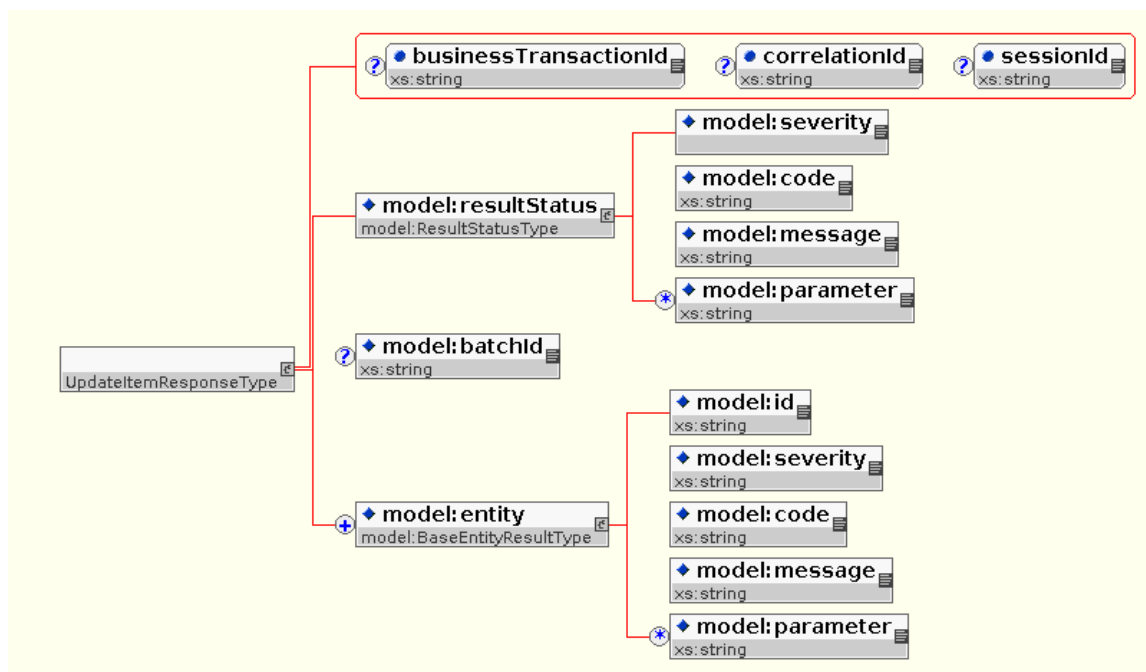 businessTransactionId
xs:string
correlationId
xs:string
sessionId
xs:string
model:severity
model:code
xs:string
model:resultStatus
model:ResultStatusType
model:message
xs:string
model:parameter
xs:string
model:batchId
xs:string
UpdateItemResponseType
model:id
xs:string
model:severity
xs:string
model:entity
model:BaseEntityResultType
model:code
xs:string
model:message
xs:string
model:parameter
xs:string